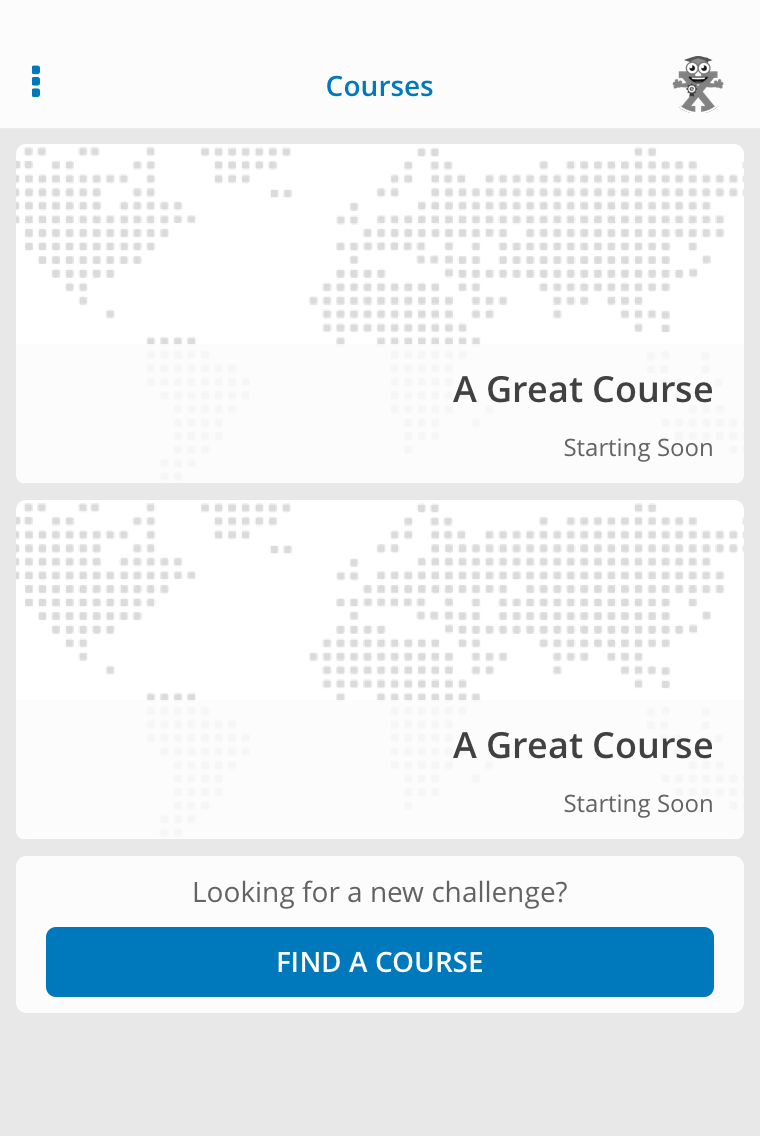 Courses
A Great Course
Starting Soon
A Great Course
Starting Soon
Looking for a new challenge?
FIND A COURSE